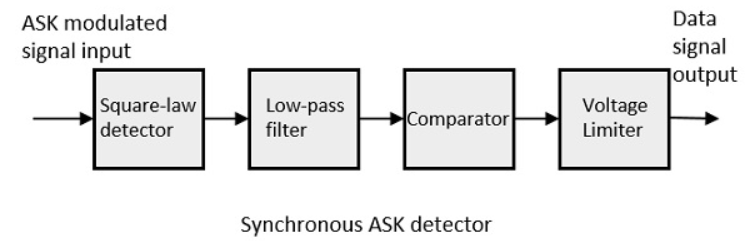 ASK modulated
signal input
Data
signal
output
Square-law
detector
Low-pass
filter
Comparator
Voltage
Limiter
Synchronous ASK detector